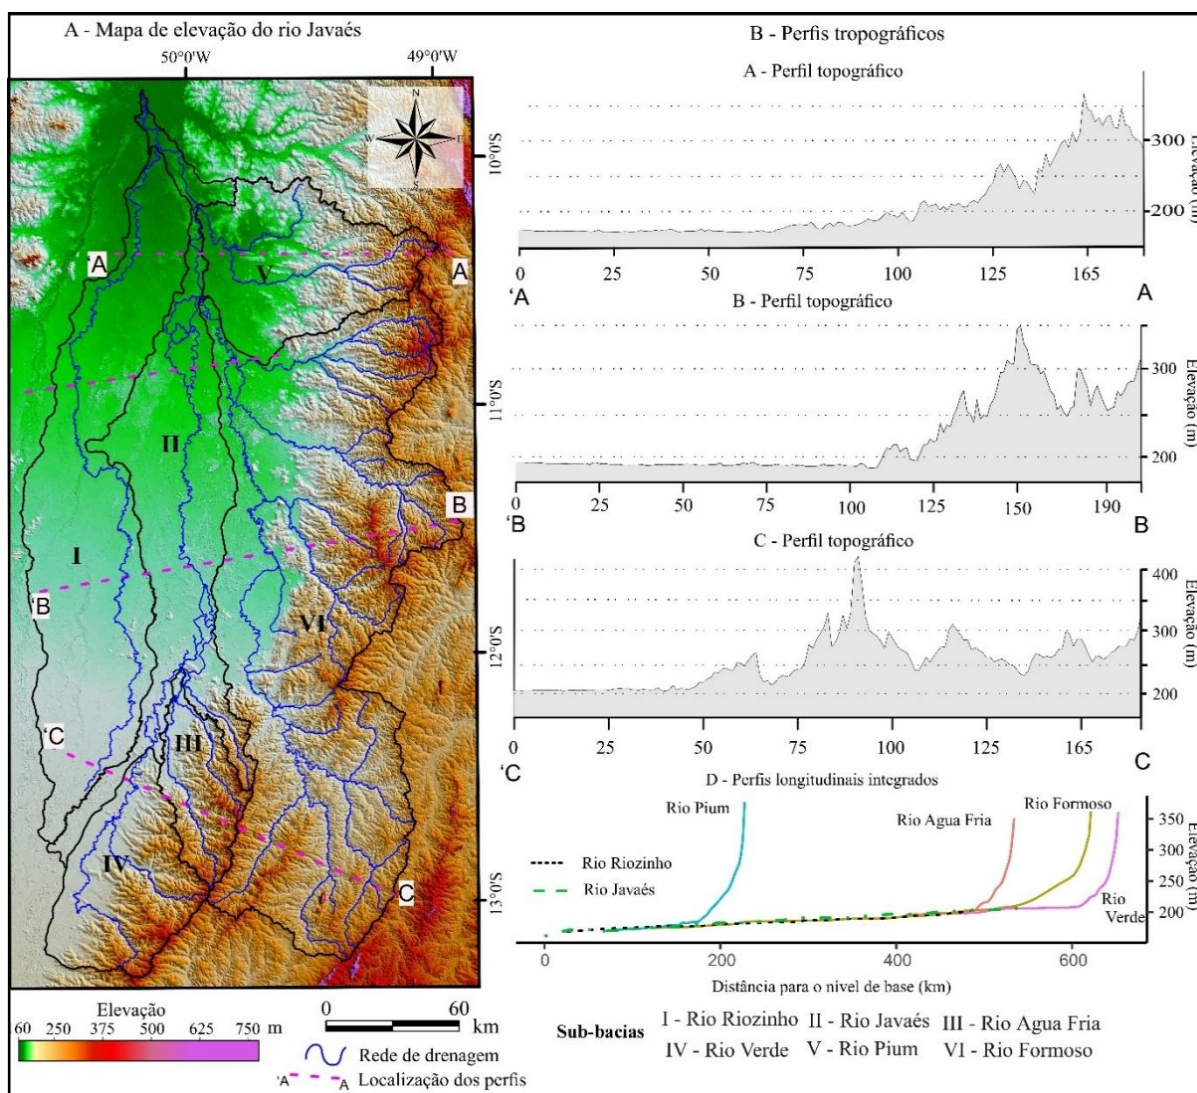 A - Mapa de elevação do rio Javaés
50°0'W
49°0'W
N
W
E
S
10°0'S
11°0'S
12°0'S
13°0'S
'A
A
V
II
B
I
'B
VI
'C
III
IV
C
Elevação
60 250 375 500 625 750 m
0 60
km
Rede de drenagem
'A A Localização dos perfis
B - Perfis tropográficos
A - Perfil topográfico
300
200
Elevação (m)
0 25 50 75 100 125 165
'A A
B - Perfil topográfico
300
200
Elevação (m)
0 25 50 75 100 125 150 190
'B B
C - Perfil topográfico
400
300
200
Elevação (m)
0 25 50 75 100 125 165
'C C
D - Perfis longitudinais integrados
Rio Pium
Rio Agua Fria
Rio Formoso
Rio Riozinho
Rio Javaés
Rio
Verde
350
300
250
200
Elevação (m)
0 200 400 600
Distância para o nível de base (km)
Sub-bacias
I - Rio Riozinho II - Rio Javaés III - Rio Agua Fria
IV - Rio Verde V - Rio Pium VI - Rio Formoso